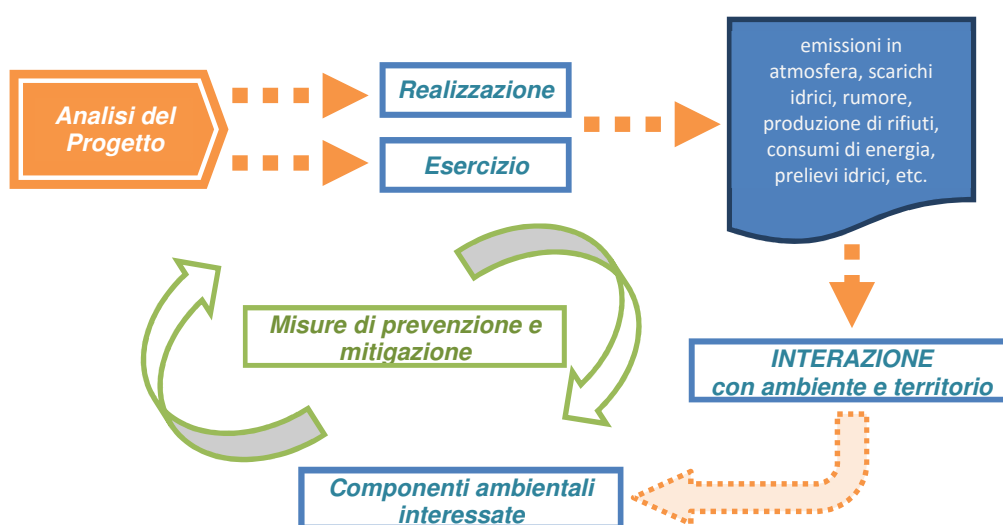 Analisi del
Progetto
Realizzazione
Esercizio
emissioni in
atmosfera, scarichi
idrici, rumore,
produzione di rifiuti,
consumi di energia,
prelievi idrici, etc.
Misure di prevenzione e
mitigazione
INTERAZIONE
con ambiente e territorio
Componenti ambientali
interessate